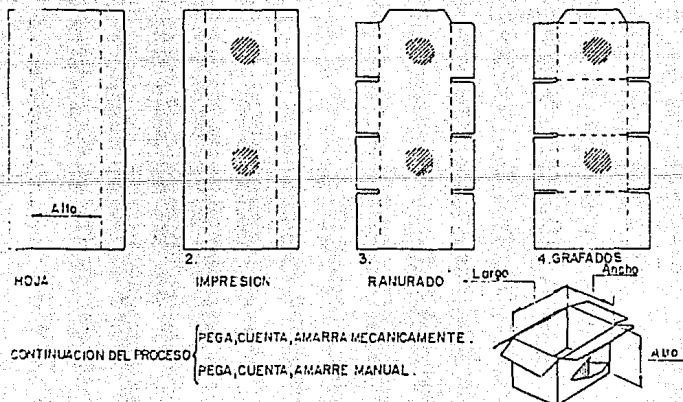 Alto
HOJA
2.
IMPRESION
3.
RANURADO
4. GRAFADOS
Largo
Ancho
Alto
CONTINUACION DEL PROCESO
PEGA, CUENTA, AMARRA MECANICAMENTE.
PEGA, CUENTA, AMARRE MANUAL.